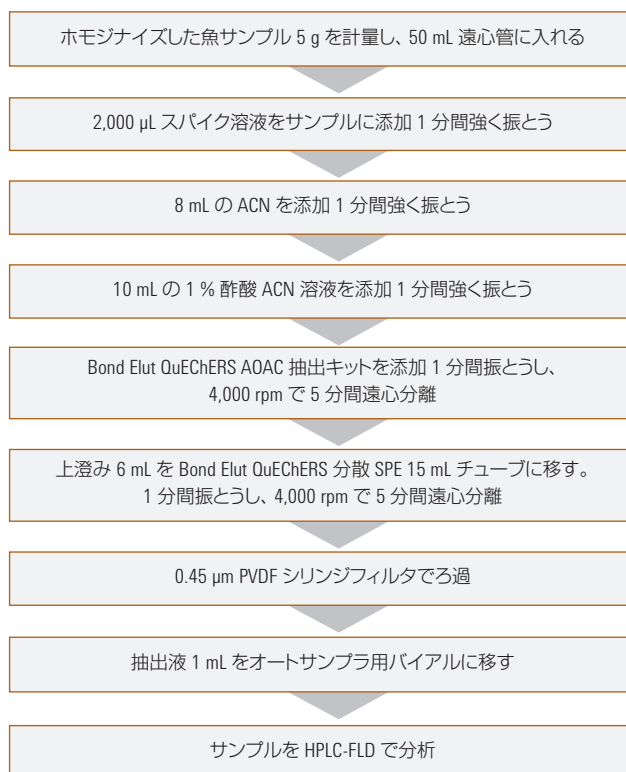 ホモジナイズした魚サンプル 5 g を計量し、50 mL 遠心管に入れる
2,000 µL スパイク溶液をサンプルに添加 1 分間強く振とう
8 mL の ACN を添加 1 分間強く振とう
10 mL の 1 % 酢酸 ACN 溶液を添加 1 分間強く振とう
Bond Elut QuEChERS AOAC 抽出キットを添加 1 分間振とうし、
4,000 rpm で 5 分間遠心分離
上澄み 6 mL を Bond Elut QuEChERS 分散 SPE 15 mL チューブに移す。
1 分間振とうし、4,000 rpm で 5 分間遠心分離
0.45 µm PVDF シリンジフィルタでろ過
抽出液 1 mL をオートサンプラ用バイアルに移す
サンプルを HPLC-FLD で分析